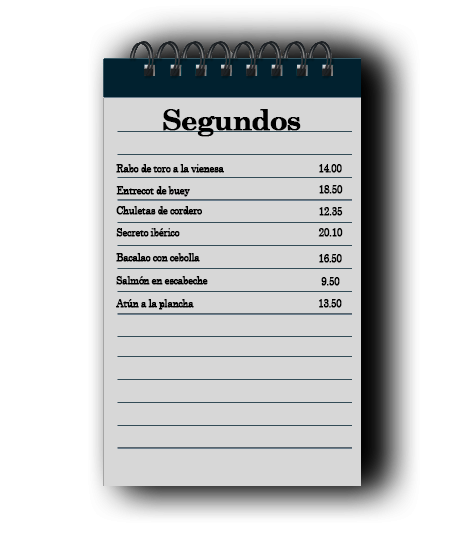 Segundos
Rabo de toro a la vienesa 14.00
Entrecot de buey 18.50
Chuletas de cordero 12.35
Secreto ibérico 20.10
Bacalao con cebolla 16.50
Salmón en escabeche 9.50
Atún a la plancha 13.50